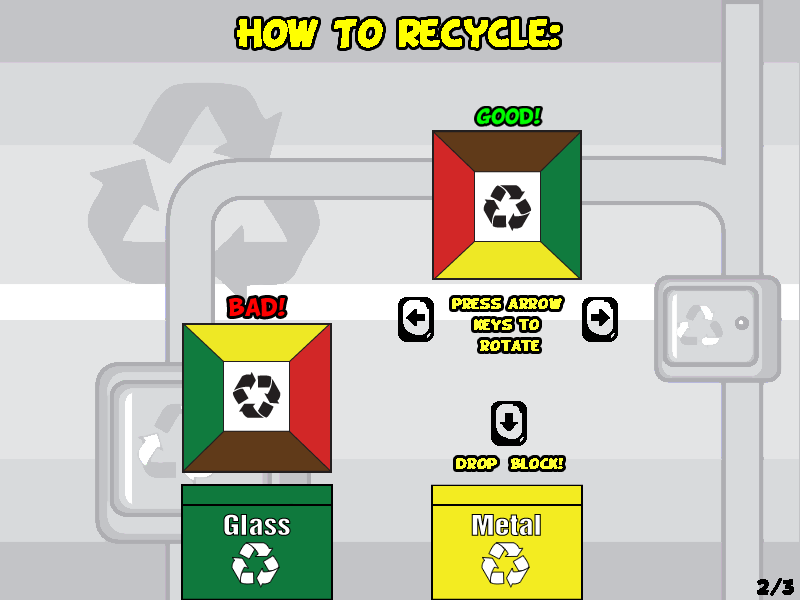 HOW TO RECYCLE:
GOOD!
BAD!
PRESS ARROW
KEYS TO
ROTATE
DROP BLOCK!
Glass
Metal
2/3